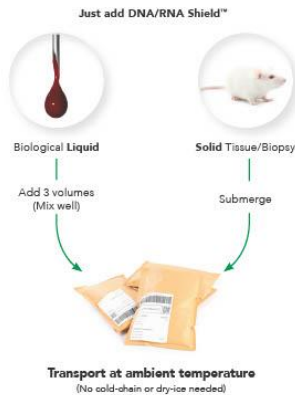 Just add DNA/RNA Shield™
Biological Liquid
Solid Tissue/Biopsy
Add 3 volumes
(Mix well)
Submerge
Transport at ambient temperature
(No cold-chain or dry-ice needed)